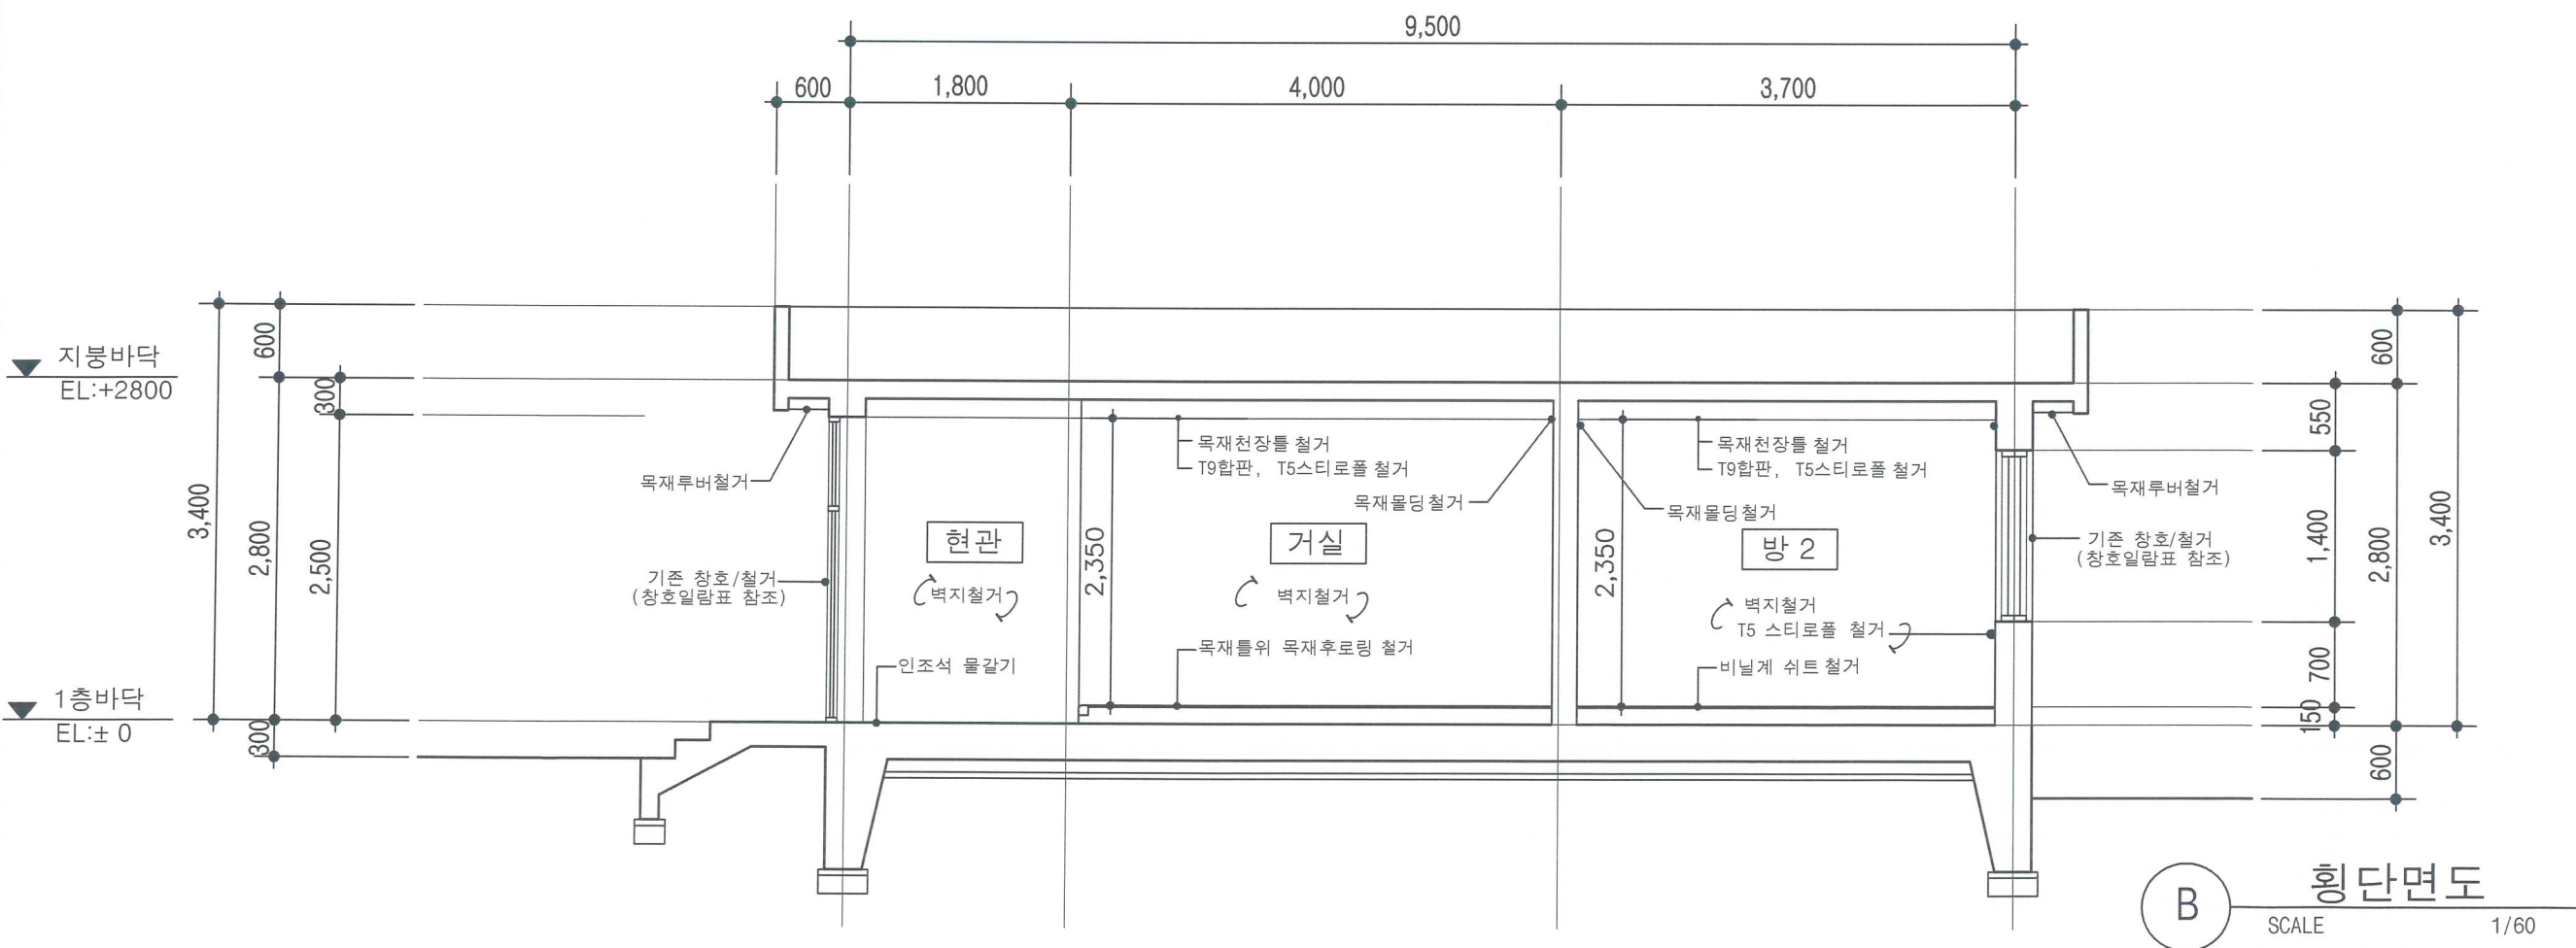 9,500
600
1,800
4,000
3,700
지붕바닥
EL:+2800
1층바닥
EL:± 0
3,400
600
2,800
300
300
2,500
목재루버철거
기존 창호/철거
(창호일람표 참조)
현관
벽지철거
인조석 물갈기
2,350
목재천장틀 철거
T9합판, T5스티로폴 철거
목재몰딩철거
거실
벽지철거
목재틀위 목재후로링 철거
2,350
목재천장틀 철거
T9합판, T5스티로폴 철거
목재몰딩철거
방 2
벽지철거
T5 스티로폴 철거
비닐계 쉬트 철거
목재루버철거
기존 창호/철거
(창호일람표 참조)
550
1,400
700
150
600
2,800
600
3,400
B
횡단면도
SCALE 1/60